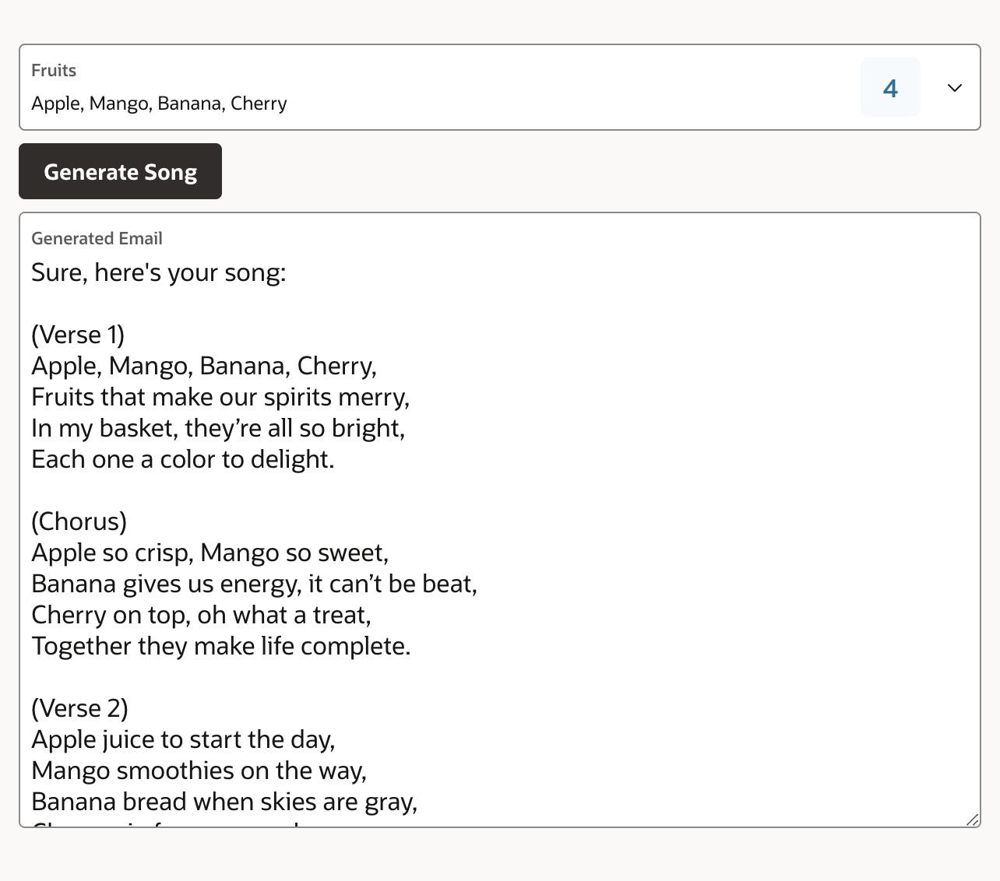 Fruits
Apple, Mango, Banana, Cherry
4
Generate Song
Generated Email
Sure, here's your song:
(Verse 1)
Apple, Mango, Banana, Cherry,
Fruits that make our spirits merry,
In my basket, they’re all so bright,
Each one a color to delight.
(Chorus)
Apple so crisp, Mango so sweet,
Banana gives us energy, it can’t be beat,
Cherry on top, oh what a treat,
Together they make life complete.
(Verse 2)
Apple juice to start the day,
Mango smoothies on the way,
Banana bread when skies are gray,